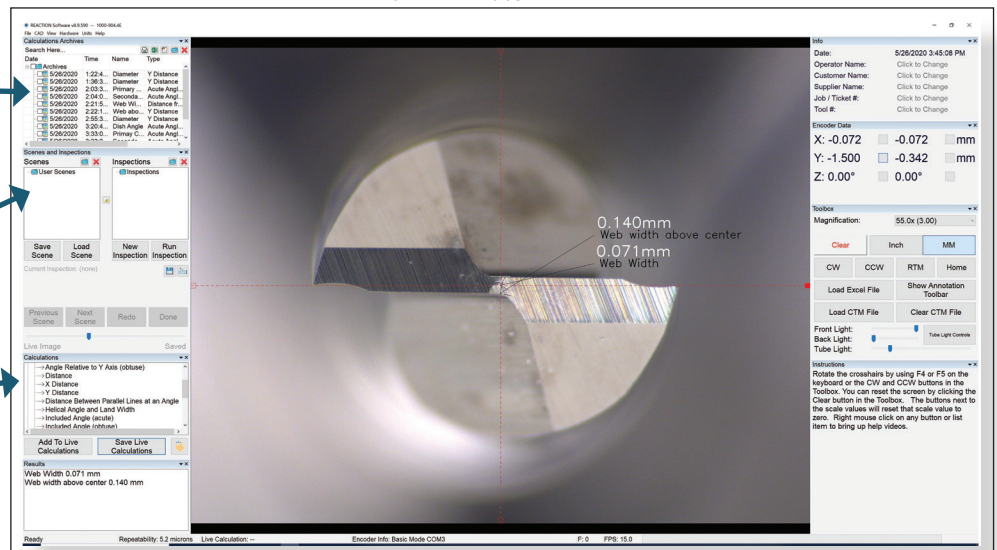 REACTION Software v8.9.590 -- 1000-904.4E
File CAD View Hardware Units Help
Calculations Archives
Search Here...
Date Time Name Type
Archives
5/26/2020 1:22:4... Diameter Y Distance
5/26/2020 1:36:3... Diameter Y Distance
5/26/2020 2:03:3... Primary ... Acute Angl...
5/26/2020 2:04:0... Seconda... Acute Angl...
5/26/2020 2:21:5... Web Wi... Distance fr...
5/26/2020 2:22:1... Web abo... Y Distance
5/26/2020 2:55:3... Diameter Y Distance
5/26/2020 3:20:4... Dish Angle Acute Angl...
5/26/2020 3:33:0... Primay C... Acute Angl...
Scenes and Inspections
Scenes
Inspections
User Scenes
Inspections
Save Scene
Load Scene
New Inspection
Run Inspection
Current Inspection: (none)
Previous Scene
Next Scene
Redo
Done
Live Image
Saved
Calculations
Angle Relative to Y Axis (obtuse)
Distance
X Distance
Y Distance
Distance Between Parallel Lines at an Angle
Helical Angle and Land Width
Included Angle (acute)
Included Angle (obtuse)
Add To Live Calculations
Save Live Calculations
Results
Web Width 0.071 mm
Web width above center 0.140 mm
0.140mm
Web width above center
0.071mm
Web Width
Info
Date: 5/26/2020 3:45:08 PM
Operator Name: Click to Change
Customer Name: Click to Change
Supplier Name: Click to Change
Job / Ticket #: Click to Change
Tool #: Click to Change
Encoder Data
X: -0.072 -0.072 mm
Y: -1.500 -0.342 mm
Z: 0.00° 0.00°
Toolbox
Magnification: 55.0x (3.00)
Clear Inch MM
CW CCW RTM Home
Load Excel File
Show Annotation Toolbar
Load CTM File
Clear CTM File
Front Light:
Back Light:
Tube Light:
Tube Light Controls
Instructions
Rotate the crosshairs by using F4 or F5 on the
keyboard or the CW and CCW buttons in the
Toolbox. You can reset the screen by clicking the
Clear button in the Toolbox. The buttons next to
the scale values will reset that scale value to
zero. Right mouse click on any button or list
item to bring up help videos.
Ready Repeatability: 5.2 microns Live Calculation: -- Encoder Info: Basic Mode COM3 F: 0 FPS: 15.0